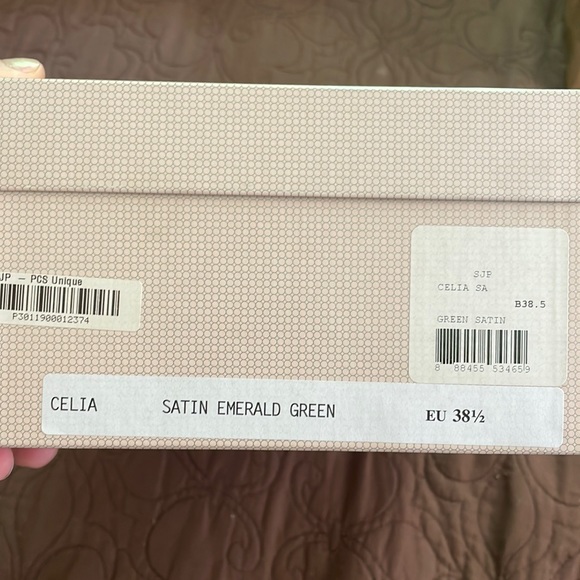 JP – PCS Unique
P3011900012374
SJP
CELIA SA
B38.5
GREEN SATIN
8 88455 534659
CELIA SATIN EMERALD GREEN EU 38½